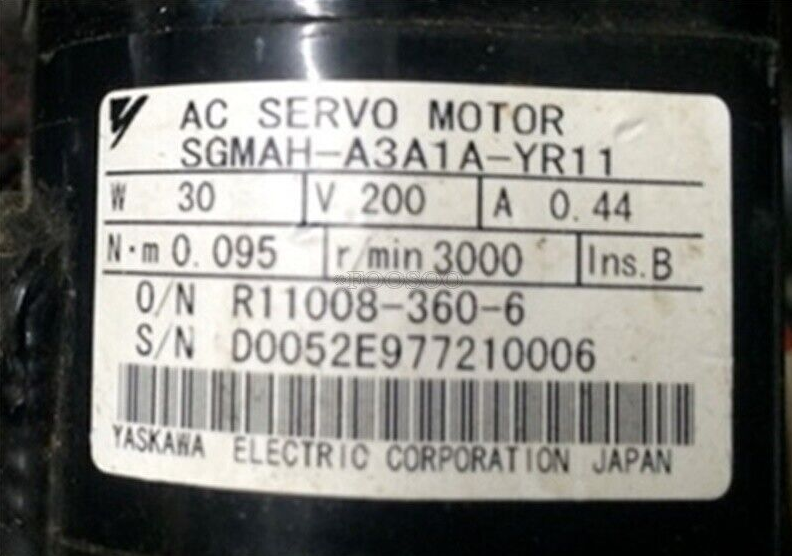 AC SERVO MOTOR
SGMAH-A3A1A-YR11
W 30 V 200 A 0.44
N·m 0.095 r/min 3000 Ins.B
O/N R11008-360-6
S/N D0052E977210006
YASKAWA ELECTRIC CORPORATION JAPAN